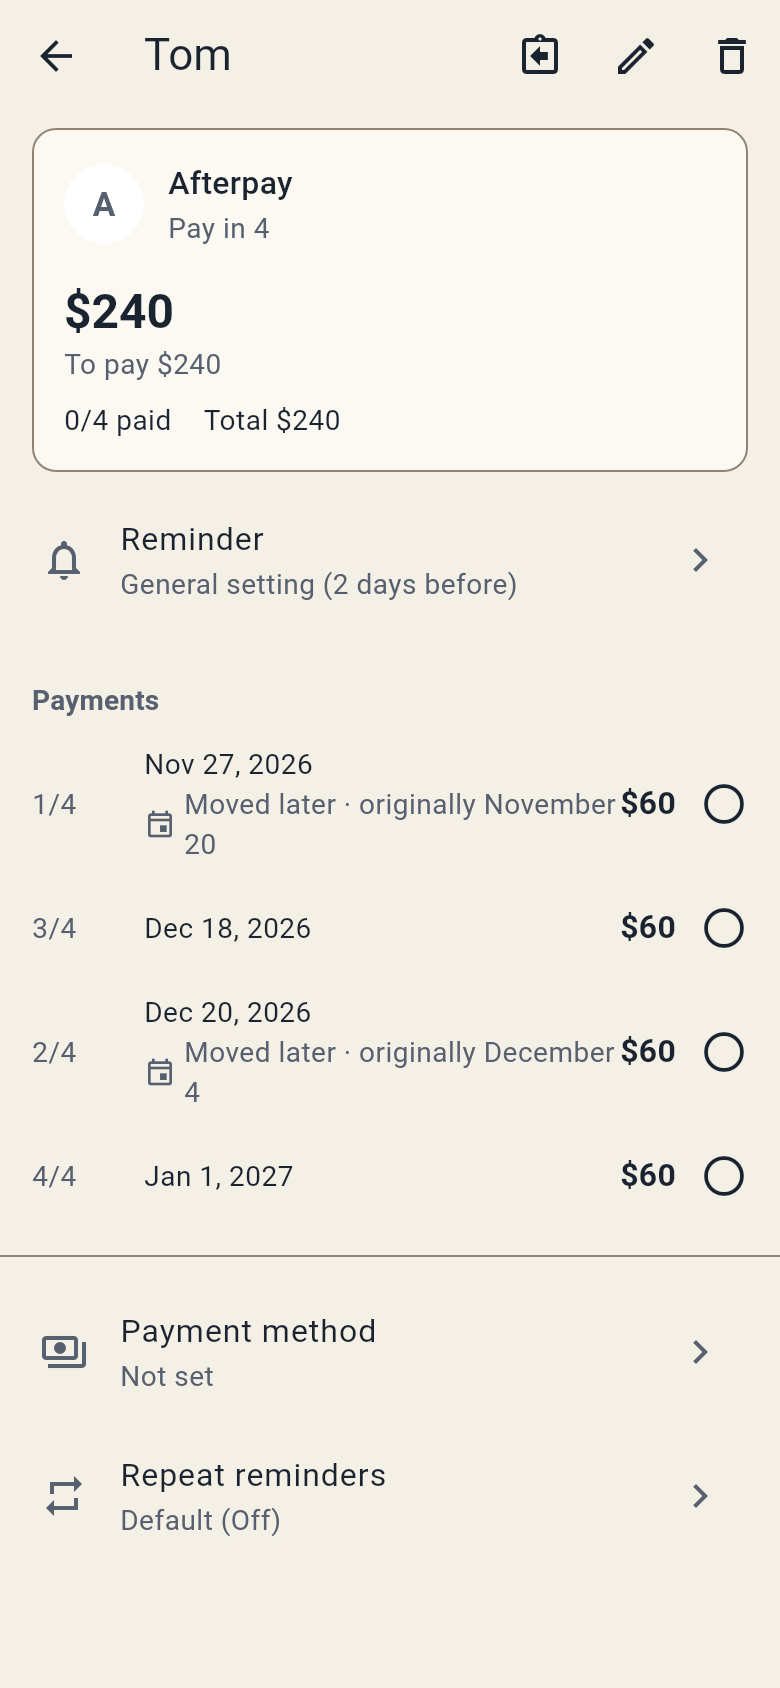 Tom
A
Afterpay
Pay in 4
$240
To pay $240
0/4 paid Total $240
Reminder
General setting (2 days before)
Payments
1/4
Nov 27, 2026
Moved later · originally November
20
$60
3/4
Dec 18, 2026
$60
2/4
Dec 20, 2026
Moved later · originally December
4
$60
4/4
Jan 1, 2027
$60
Payment method
Not set
Repeat reminders
Default (Off)